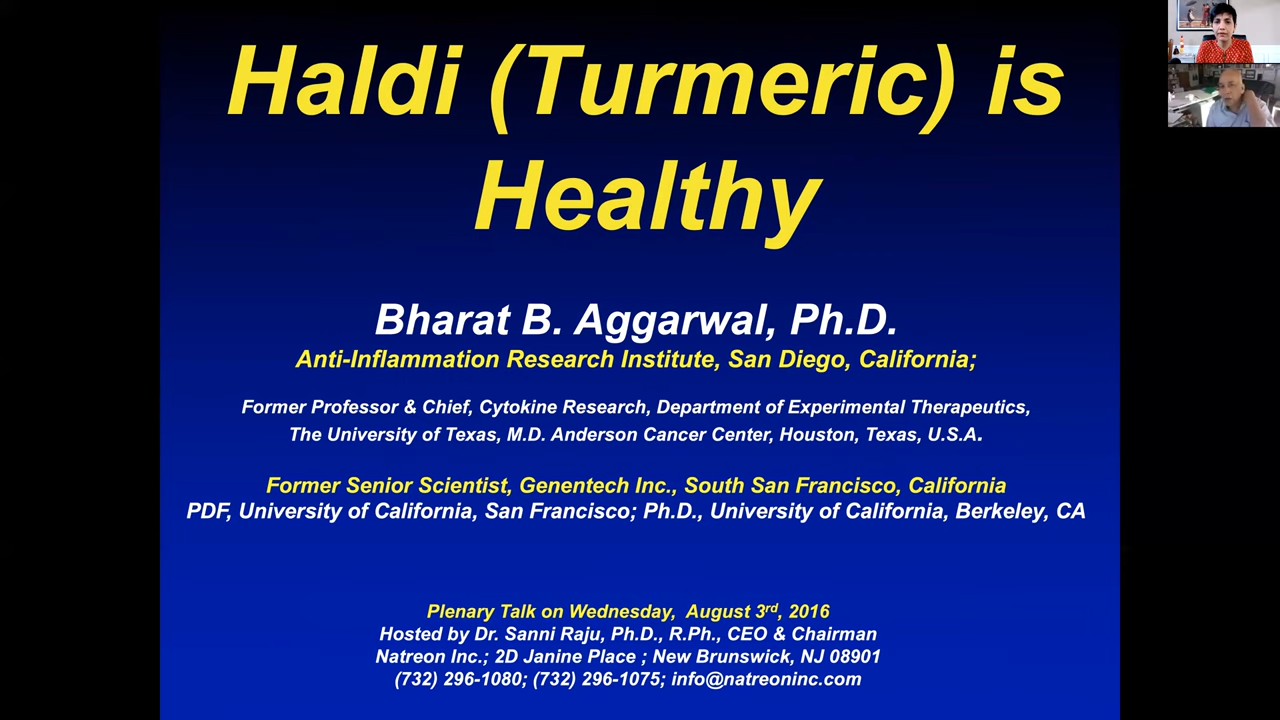 Haldi (Turmeric) is
Healthy
Bharat B. Aggarwal, Ph.D.
Anti-Inflammation Research Institute, San Diego, California;
Former Professor & Chief, Cytokine Research, Department of Experimental Therapeutics,
The University of Texas, M.D. Anderson Cancer Center, Houston, Texas, U.S.A.
Former Senior Scientist, Genentech Inc., South San Francisco, California
PDF, University of California, San Francisco; Ph.D., University of California, Berkeley, CA
Plenary Talk on Wednesday, August 3rd, 2016
Hosted by Dr. Sanni Raju, Ph.D., R.Ph., CEO & Chairman
Natreon Inc.; 2D Janine Place ; New Brunswick, NJ 08901
(732) 296-1080; (732) 296-1075; info@natreoninc.com